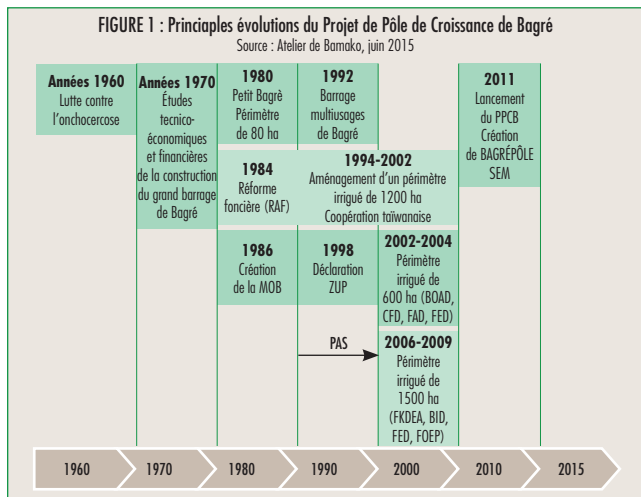 FIGURE 1 : Princiaples évolutions du Projet de Pôle de Croissance de Bagré
Source : Atelier de Bamako, juin 2015
Années 1960
Lutte contre
l'onchocercose
Années 1970
Études
tecnico-
économiques
et financières
de la construction
du grand barrage
de Bagré
1980
Petit Bagrè
Périmètre
de 80 ha
1992
Barrage
multiusages
de Bagré
2011
Lancement
du PPCB
Création
de BAGRÉPÔLE
SEM
1984
Réforme
foncière (RAF)
1994-2002
Aménagement d'un périmètre
irrigué de 1200 ha
Coopération taïwanaise
1986
Création
de la MOB
1998
Déclaration
ZUP
2002-2004
Périmètre
irrigué de
600 ha (BOAD,
CFD, FAD, FED)
PAS
2006-2009
Périmètre
irrigué de
1500 ha
(FKDEA, BID,
FED, FOEP)
1960
1970
1980
1990
2000
2010
2015